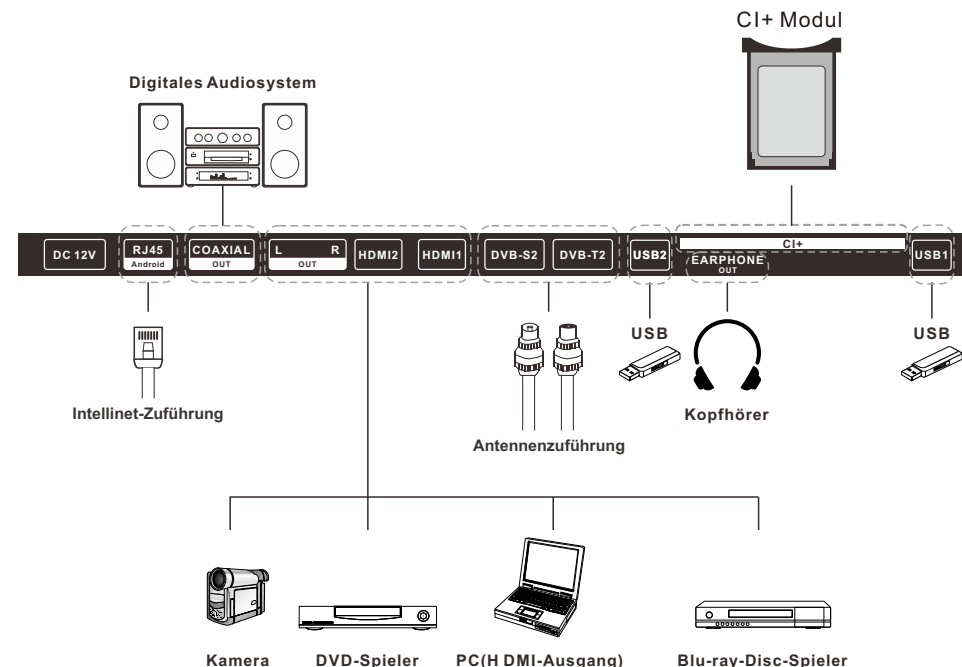 CI+ Modul
Digitales Audiosystem
DC 12V
RJ45
Android
COAXIAL
OUT
L R
OUT
HDMI2
HDMI1
DVB-S2
DVB-T2
USB2
CI+
EARPHONE
OUT
USB1
Intellinet-Zuführung
Antennenzuführung
USB
Kopfhörer
USB
Kamera
DVD-Spieler
PC(H DMI-Ausgang)
Blu-ray-Disc-Spieler